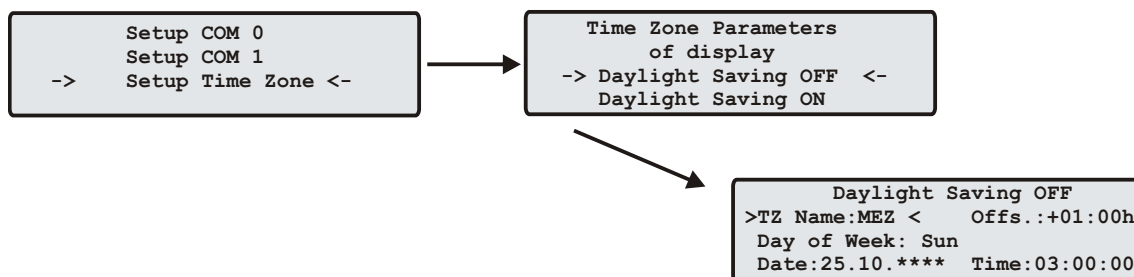 Setup COM 0
Setup COM 1
-> Setup Time Zone <-
Time Zone Parameters
of display
-> Daylight Saving OFF <-
Daylight Saving ON
Daylight Saving OFF
>TZ Name:MEZ < Offs.:+01:00h
Day of Week: Sun
Date:25.10.**** Time:03:00:00